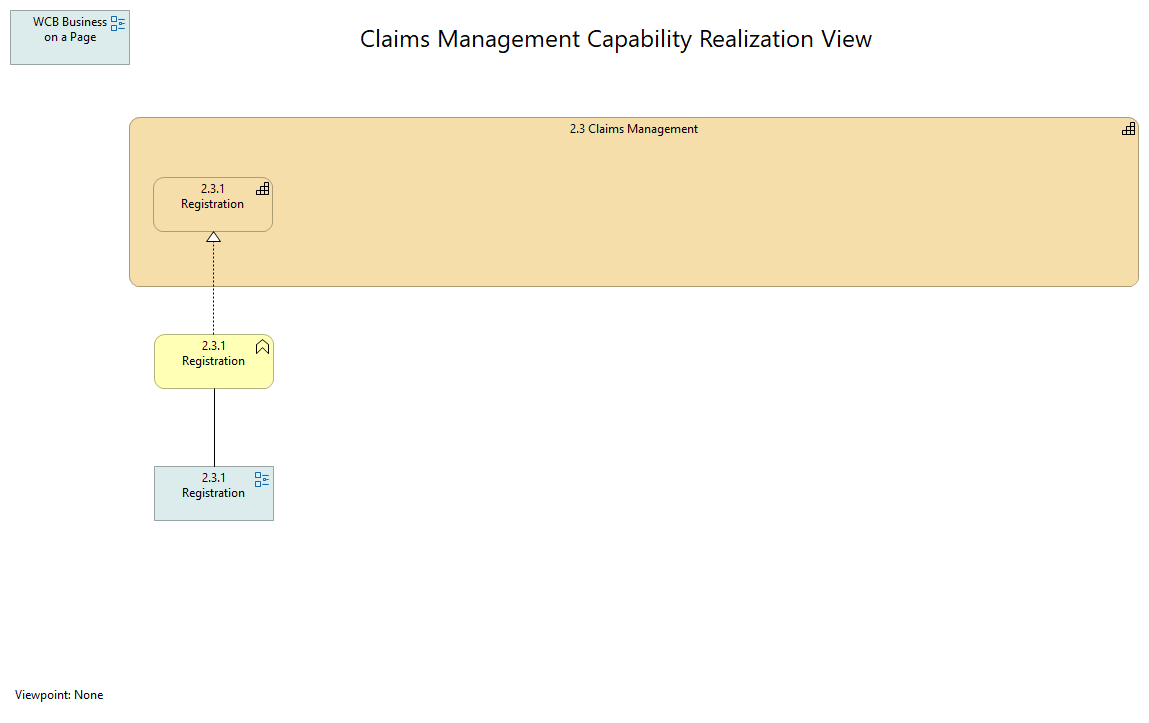 WCB Business
on a Page
Claims Management Capability Realization View
2.3 Claims Management
2.3.1
Registration
2.3.1
Registration
2.3.1
Registration
Viewpoint: None